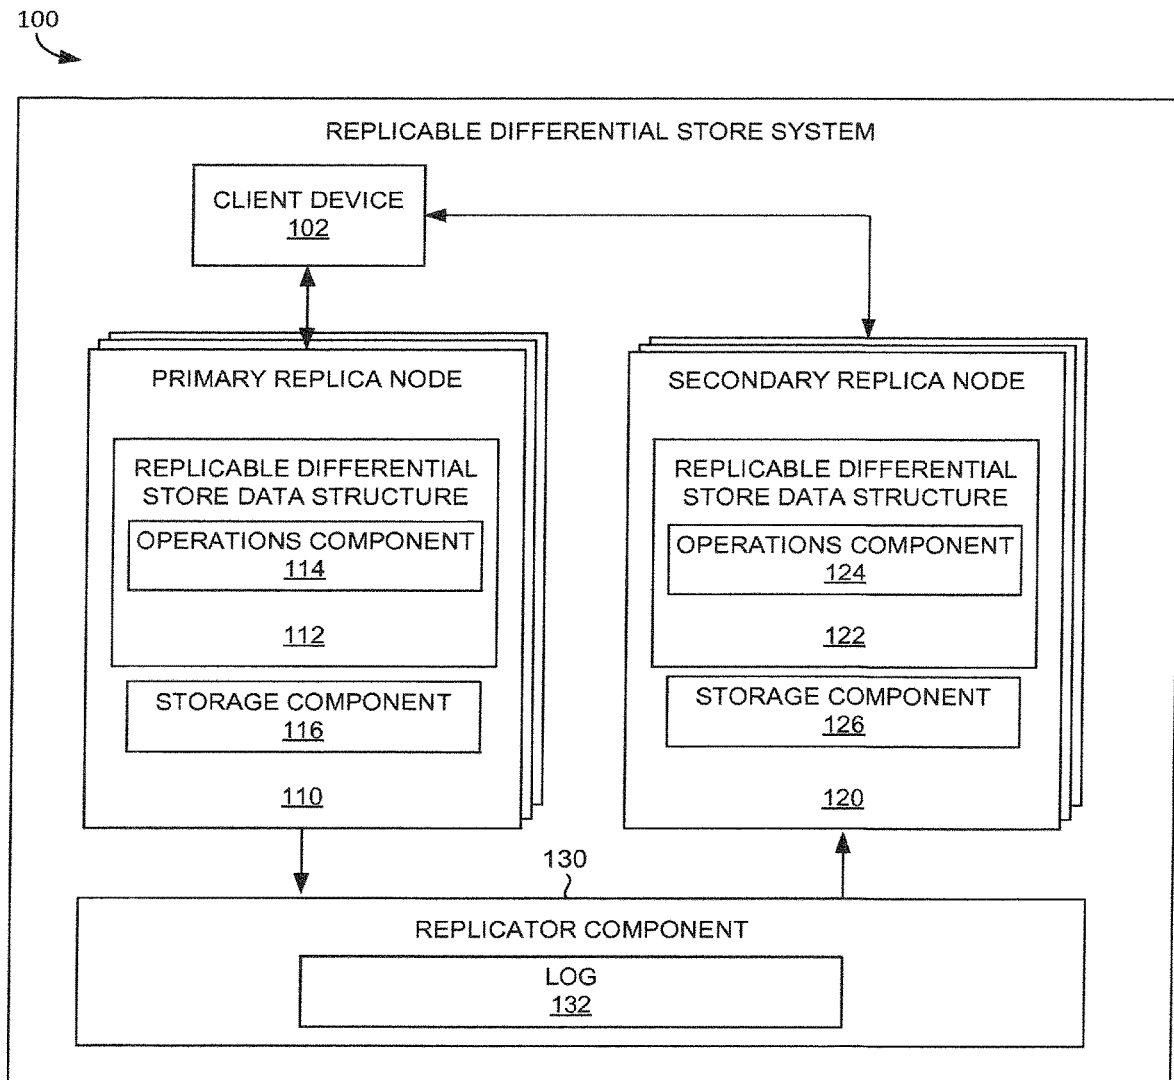 100
REPLICABLE DIFFERENTIAL STORE SYSTEM
CLIENT DEVICE
102
PRIMARY REPLICA NODE
REPLICABLE DIFFERENTIAL
STORE DATA STRUCTURE
OPERATIONS COMPONENT
114
112
STORAGE COMPONENT
116
110
SECONDARY REPLICA NODE
REPLICABLE DIFFERENTIAL
STORE DATA STRUCTURE
OPERATIONS COMPONENT
124
122
STORAGE COMPONENT
126
120
130
REPLICATOR COMPONENT
LOG
132